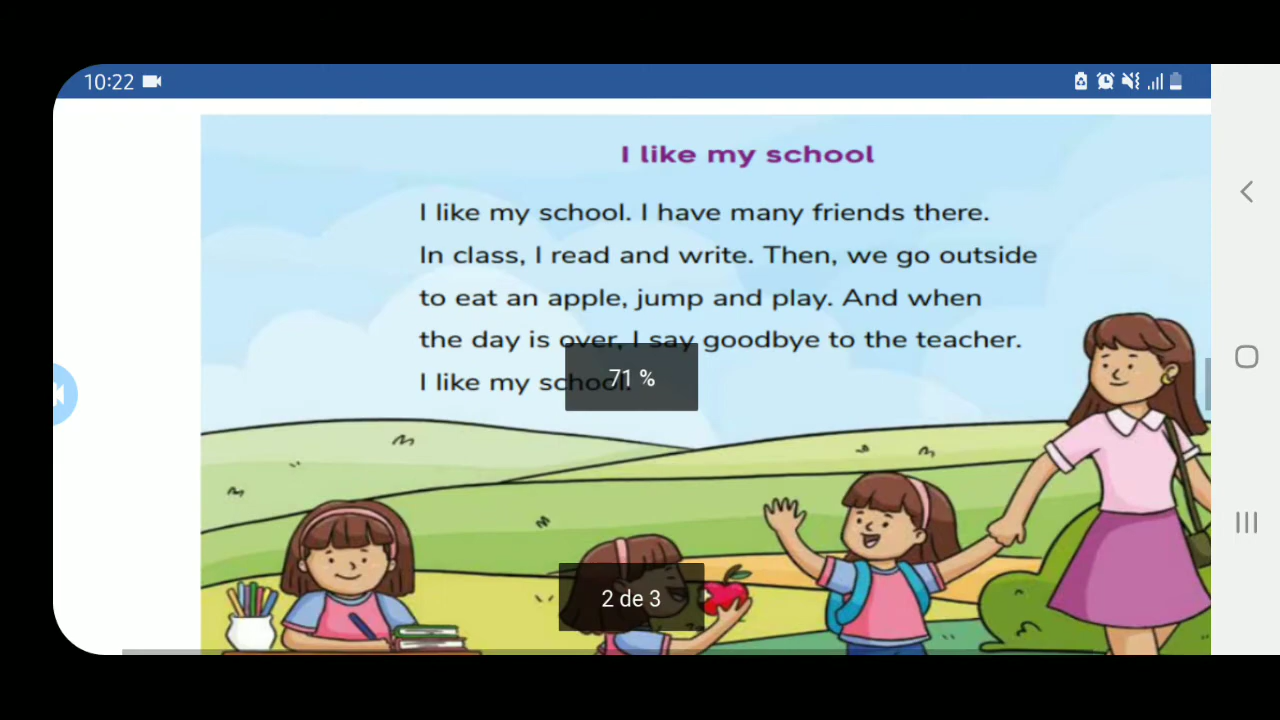 10:22
I like my school
I like my school. I have many friends there.
In class, I read and write. Then, we go outside
to eat an apple, jump and play. And when
the day is over, I say goodbye to the teacher.
I like my school.
71 %
2 de 3